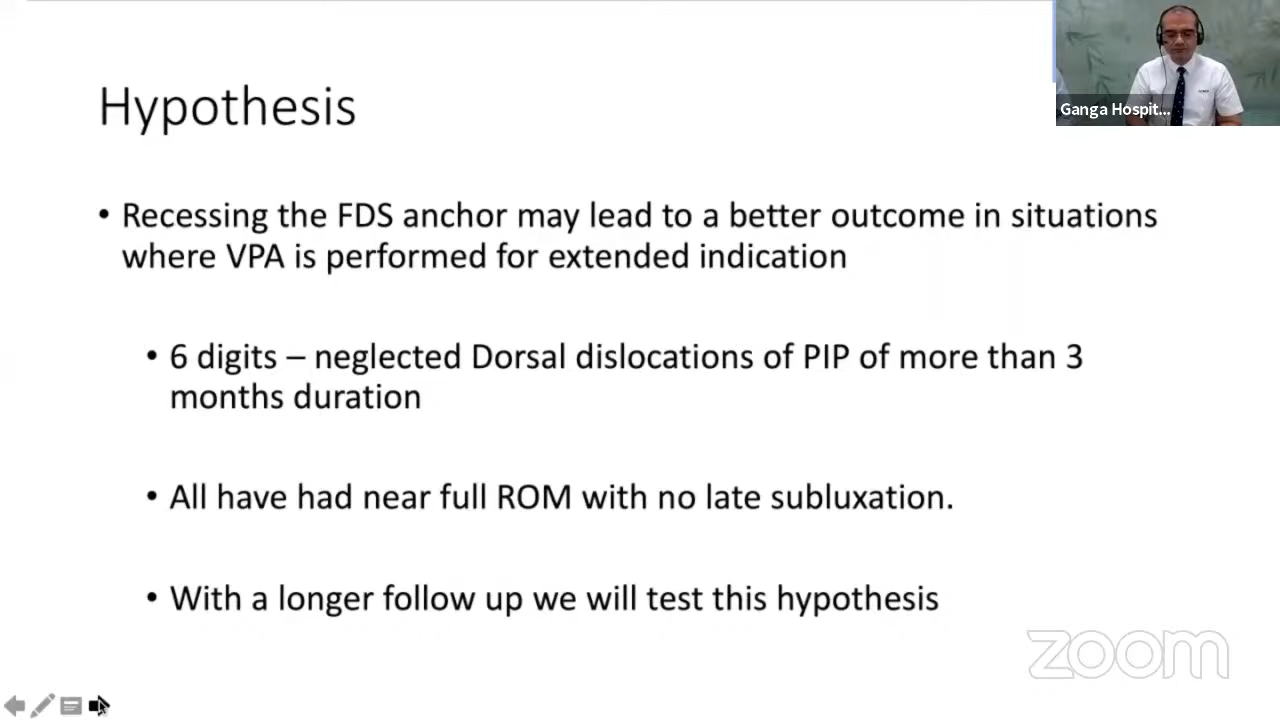 Hypothesis
Ganga Hospit...
• Recessing the FDS anchor may lead to a better outcome in situations
where VPA is performed for extended indication
• 6 digits – neglected Dorsal dislocations of PIP of more than 3
months duration
• All have had near full ROM with no late subluxation.
• With a longer follow up we will test this hypothesis
zoom